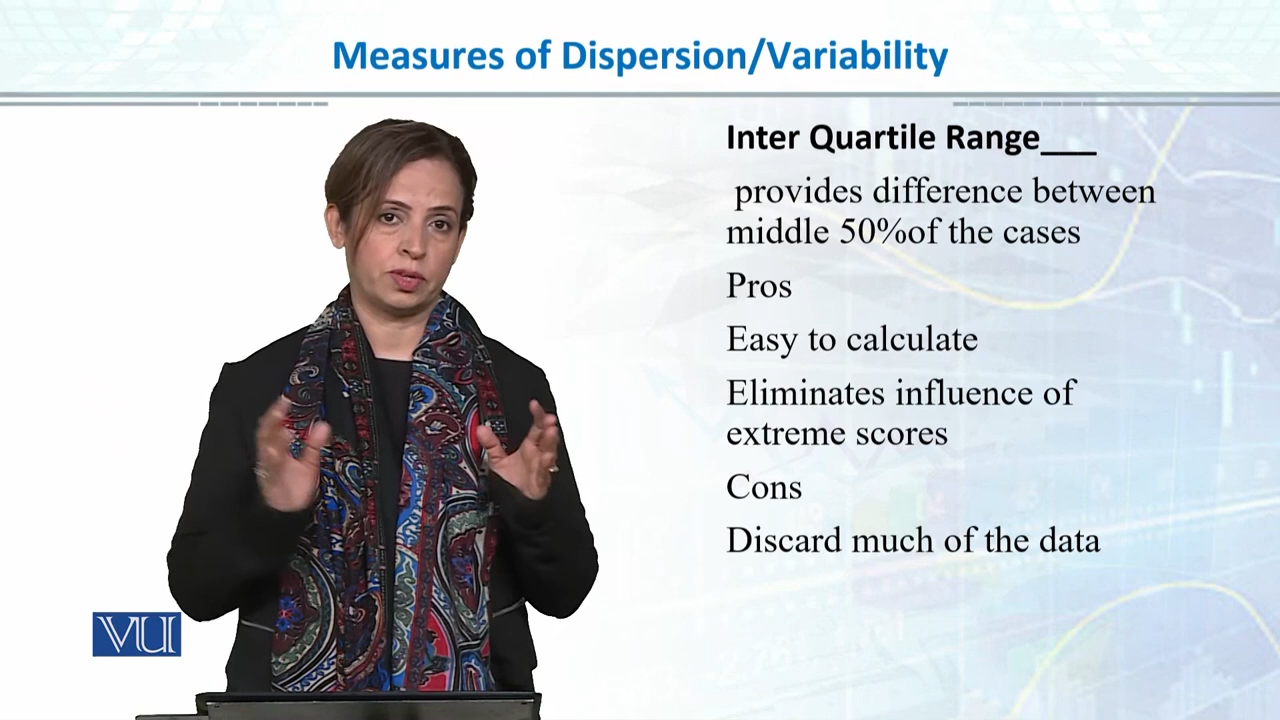 Measures of Dispersion/Variability
Inter Quartile Range___
provides difference between
middle 50%of the cases
Pros
Easy to calculate
Eliminates influence of
extreme scores
Cons
Discard much of the data
VU